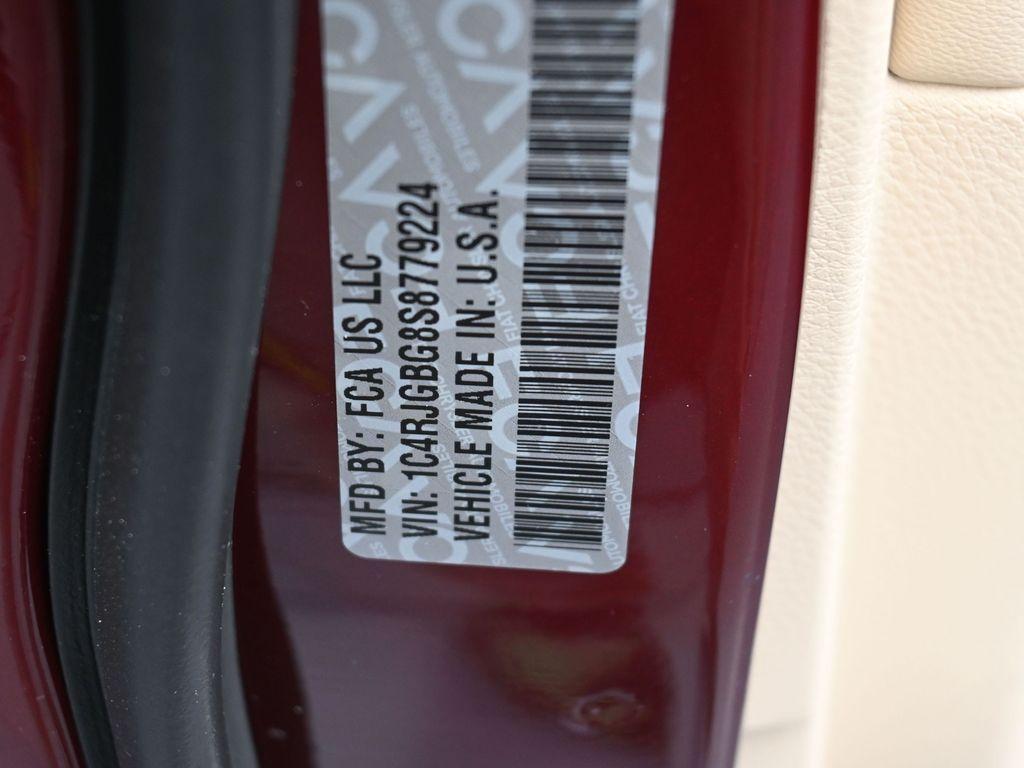 MFD BY: FCA US LLC
VIN: 1C4RJGBG8S8779224
VEHICLE MADE IN: U.S.A.